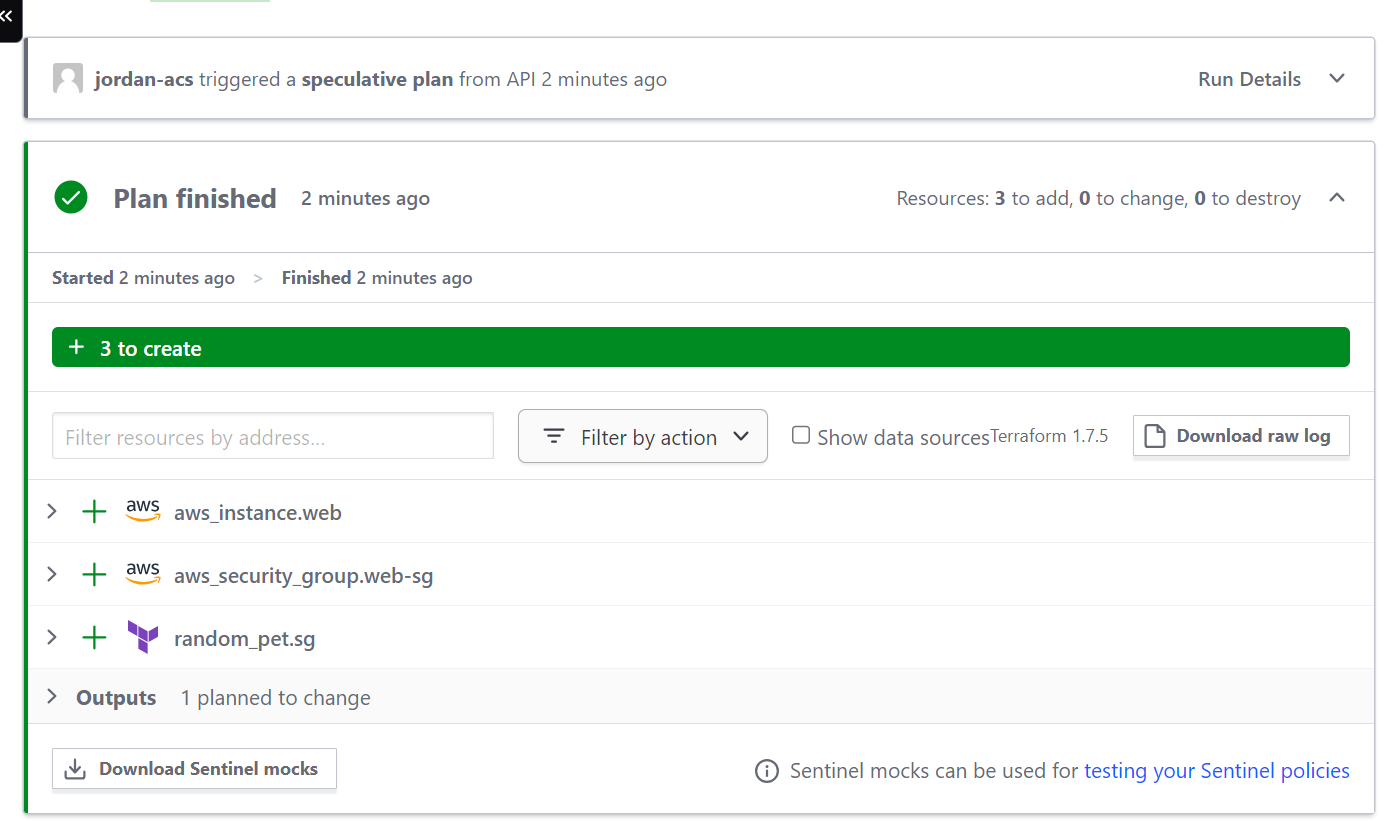 jordan-acs triggered a speculative plan from API 2 minutes ago
Run Details
Plan finished 2 minutes ago
Resources: 3 to add, 0 to change, 0 to destroy
Started 2 minutes ago > Finished 2 minutes ago
+ 3 to create
Filter resources by address...
Filter by action
Show data sources
Terraform 1.7.5
Download raw log
aws aws_instance.web
aws aws_security_group.web-sg
random_pet.sg
Outputs 1 planned to change
Download Sentinel mocks
Sentinel mocks can be used for testing your Sentinel policies